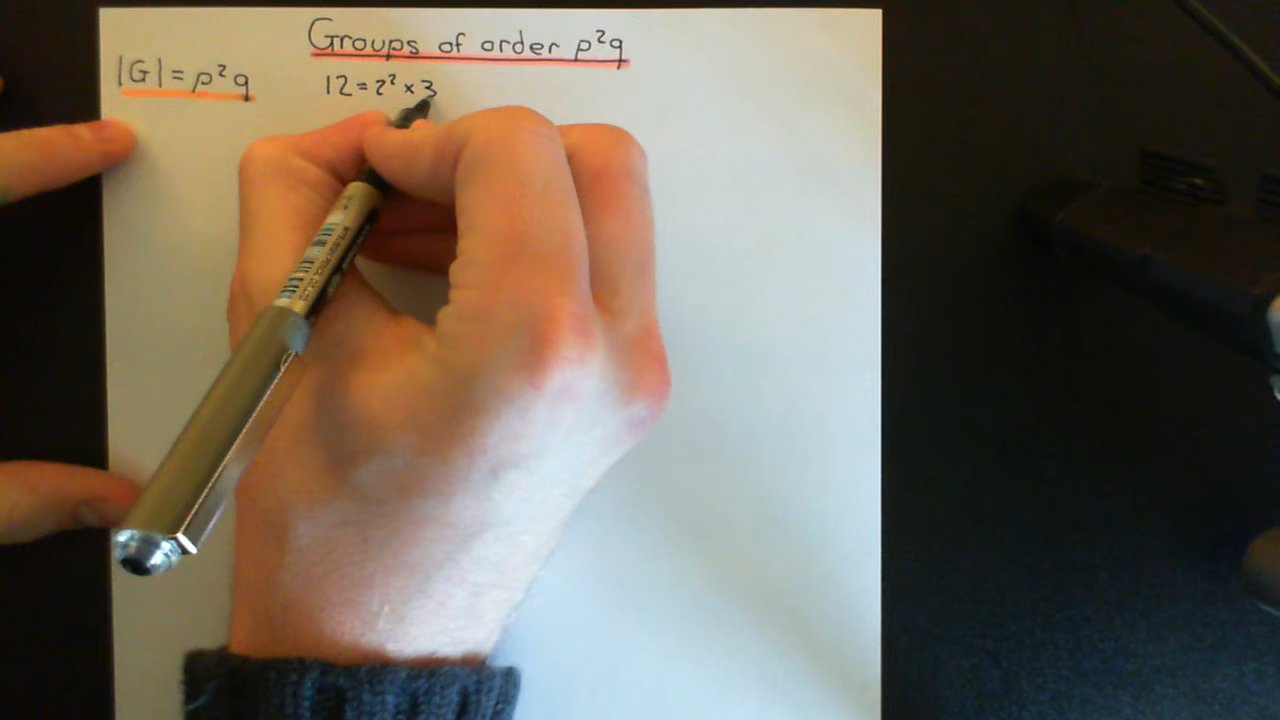 Groups of order p²q
|G| = p²q
12 = 2² × 3